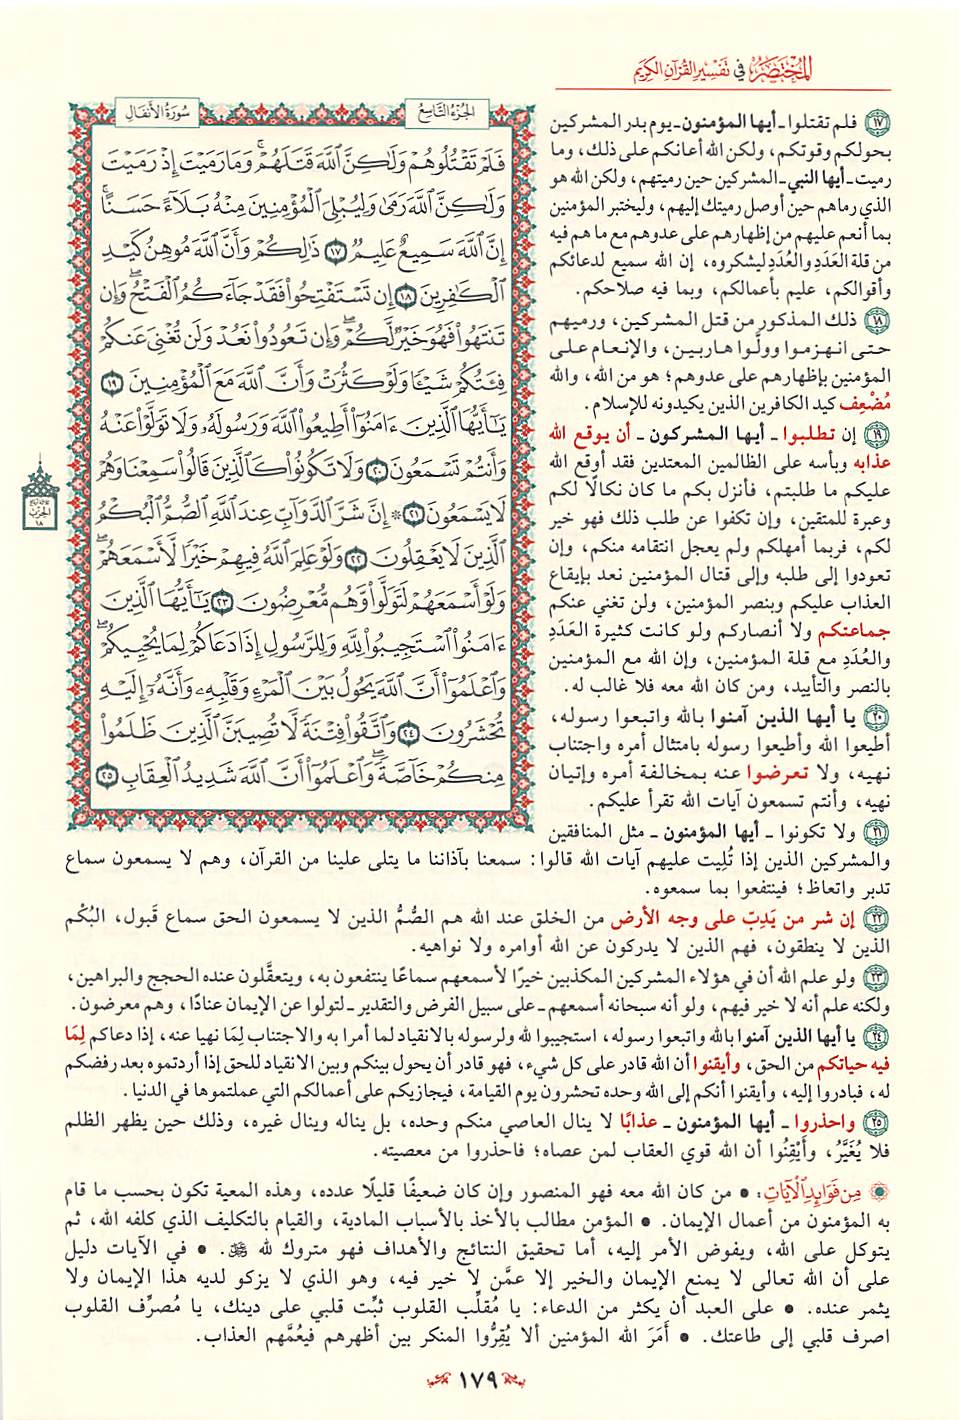 المُخْتَصَرُ في تَفْسِيرِ القُرْآنِ الكَرِيمِ
الجُزْءُ التَّاسِعُ
سُورَةُ الأَنفَالِ
فَلَمْ تَقْتُلُوهُمْ وَلَٰكِنَّ ٱللَّهَ قَتَلَهُمْۚ وَمَا رَمَيْتَ إِذْ رَمَيْتَ
وَلَٰكِنَّ ٱللَّهَ رَمَىٰ وَلِيُبْلِيَ ٱلْمُؤْمِنِينَ مِنْهُ بَلَآءً حَسَنًاۚ
إِنَّ ٱللَّهَ سَمِيعٌ عَلِيمٌ ١٧ ذَٰلِكُمْ وَأَنَّ ٱللَّهَ مُوهِنُ كَيْدِ
ٱلْكَٰفِرِينَ ١٨ إِن تَسْتَفْتِحُوا۟ فَقَدْ جَآءَكُمُ ٱلْفَتْحُۖ وَإِن
تَنتَهُوا۟ فَهُوَ خَيْرٌ لَّكُمْۖ وَإِن تَعُودُوا۟ نَعُدْ وَلَن تُغْنِىَ عَنكُمْ
فِئَتُكُمْ شَيْـًٔا وَلَوْ كَثُرَتْ وَأَنَّ ٱللَّهَ مَعَ ٱلْمُؤْمِنِينَ ١٩
يَٰٓأَيُّهَا ٱلَّذِينَ ءَامَنُوٓا۟ أَطِيعُوا۟ ٱللَّهَ وَرَسُولَهُۥ وَلَا تَوَلَّوْا۟ عَنْهُ
وَأَنتُمْ تَسْمَعُونَ ٢٠ وَلَا تَكُونُوا۟ كَٱلَّذِينَ قَالُوا۟ سَمِعْنَا وَهُمْ
لَا يَسْمَعُونَ ٢١ ۞ إِنَّ شَرَّ ٱلدَّوَآبِّ عِندَ ٱللَّهِ ٱلصُّمُّ ٱلْبُكْمُ
ٱلَّذِينَ لَا يَعْقِلُونَ ٢٢ وَلَوْ عَلِمَ ٱللَّهُ فِيهِمْ خَيْرًا لَّأَسْمَعَهُمْۖ
وَلَوْ أَسْمَعَهُمْ لَتَوَلَّوا۟ وَّهُم مُّعْرِضُونَ ٢٣ يَٰٓأَيُّهَا ٱلَّذِينَ
ءَامَنُوا۟ ٱسْتَجِيبُوا۟ لِلَّهِ وَلِلرَّسُولِ إِذَا دَعَاكُمْ لِمَا يُحْيِيكُمْۖ
وَٱعْلَمُوٓا۟ أَنَّ ٱللَّهَ يَحُولُ بَيْنَ ٱلْمَرْءِ وَقَلْبِهِۦ وَأَنَّهُۥٓ إِلَيْهِ
تُحْشَرُونَ ٢٤ وَٱتَّقُوا۟ فِتْنَةً لَّا تُصِيبَنَّ ٱلَّذِينَ ظَلَمُوا۟
مِنكُمْ خَآصَّةًۖ وَٱعْلَمُوٓا۟ أَنَّ ٱللَّهَ شَدِيدُ ٱلْعِقَابِ ٢٥
١٧ فلم تقتلوا ـ أيها المؤمنون ـ يوم بدر المشركين
بحولكم وقوتكم، ولكن الله أعانكم على ذلك، وما
رميت ـ أيها النبي ـ المشركين حين رميتهم، ولكن الله هو
الذي رماهم حين أوصل رميتك إليهم، وليختبر المؤمنين
بما أنعم عليهم من إظهارهم على عدوهم مع ما هم فيه
من قلة العَدَدِ والعُدَدِ ليشكروه، إن الله سميع لدعائكم
وأقوالكم، عليم بأعمالكم، وبما فيه صلاحكم.
١٨ ذلك المذكور من قتل المشركين، ورميهم
حتى انهزموا وولَّوا هاربين، والإنعام على
المؤمنين بإظهارهم على عدوهم؛ هو من الله، والله
مُضْعِف كيد الكافرين الذين يكيدونه للإسلام.
١٩ إن تطلبوا ـ أيها المشركون ـ أن يوقع الله
عذابه وبأسه على الظالمين المعتدين فقد أوقع الله
عليكم ما طلبتم، فأنزل بكم ما كان نكالًا لكم
وعبرة للمتقين، وإن تكفوا عن طلب ذلك فهو خير
لكم، فربما أمهلكم ولم يعجل انتقامه منكم، وإن
تعودوا إلى طلبه وإلى قتال المؤمنين نعد بإيقاع
العذاب عليكم وبنصر المؤمنين، ولن تغني عنكم
جماعتكم ولا أنصاركم ولو كانت كثيرة العَدَدِ
والعُدَدِ مع قلة المؤمنين، وإن الله مع المؤمنين
بالنصر والتأييد، ومن كان الله معه فلا غالب له.
٢٠ يا أيها الذين آمنوا بالله واتبعوا رسوله،
أطيعوا الله وأطيعوا رسوله بامتثال أمره واجتناب
نهيه، ولا تعرضوا عنه بمخالفة أمره وإتيان
نهيه، وأنتم تسمعون آيات الله تقرأ عليكم.
٢١ ولا تكونوا ـ أيها المؤمنون ـ مثل المنافقين
والمشركين الذين إذا تُلِيت عليهم آيات الله قالوا: سمعنا بآذاننا ما يتلى علينا من القرآن، وهم لا يسمعون سماع
تدبر واتعاظ؛ فينتفعوا بما سمعوه.
٢٢ إن شر من يَدِبّ على وجه الأرض من الخلق عند الله هم الصُّمُّ الذين لا يسمعون الحق سماع قَبول، البُكْم
الذين لا ينطقون، فهم الذين لا يدركون عن الله أوامره ولا نواهيه.
٢٣ ولو علم الله أن في هؤلاء المشركين المكذبين خيرًا لأسمعهم سماعًا ينتفعون به، ويتعقَّلون عنده الحجج والبراهين،
ولكنه علم أنه لا خير فيهم، ولو أنه سبحانه أسمعهم ـ على سبيل الفرض والتقدير ـ لتولوا عن الإيمان عنادًا، وهم معرضون.
٢٤ يا أيها الذين آمنوا بالله واتبعوا رسوله، استجيبوا لله ولرسوله بالانقياد لما أمرا به والاجتناب لِمَا نهيا عنه، إذا دعاكم لِمَا
فيه حياتكم من الحق، وأيقنوا أن الله قادر على كل شيء، فهو قادر أن يحول بينكم وبين الانقياد للحق إذا أردتموه بعد رفضكم
له، فبادروا إليه، وأيقنوا أنكم إلى الله وحده تحشرون يوم القيامة، فيجازيكم على أعمالكم التي عملتموها في الدنيا.
٢٥ واحذروا ـ أيها المؤمنون ـ عذابًا لا ينال العاصي منكم وحده، بل يناله وينال غيره، وذلك حين يظهر الظلم
فلا يُغَيَّرُ، وأَيْقِنُوا أن الله قوي العقاب لمن عصاه؛ فاحذروا من معصيته.
مِن فَوَائِدِ الآيَاتِ: • من كان الله معه فهو المنصور وإن كان ضعيفًا قليلًا عدده، وهذه المعية تكون بحسب ما قام
به المؤمنون من أعمال الإيمان. • المؤمن مطالب بالأخذ بالأسباب المادية، والقيام بالتكليف الذي كلفه الله، ثم
يتوكل على الله، ويفوض الأمر إليه، أما تحقيق النتائج والأهداف فهو متروك لله ﷻ. • في الآيات دليل
على أن الله تعالى لا يمنع الإيمان والخير إلا عمَّن لا خير فيه، وهو الذي لا يزكو لديه هذا الإيمان ولا
يثمر عنده. • على العبد أن يكثر من الدعاء: يا مُقلِّب القلوب ثبِّت قلبي على دينك، يا مُصرِّف القلوب
اصرف قلبي إلى طاعتك. • أَمَرَ الله المؤمنين ألا يُقِرُّوا المنكر بين أظهرهم فيعُمَّهم العذاب.
١٧٩